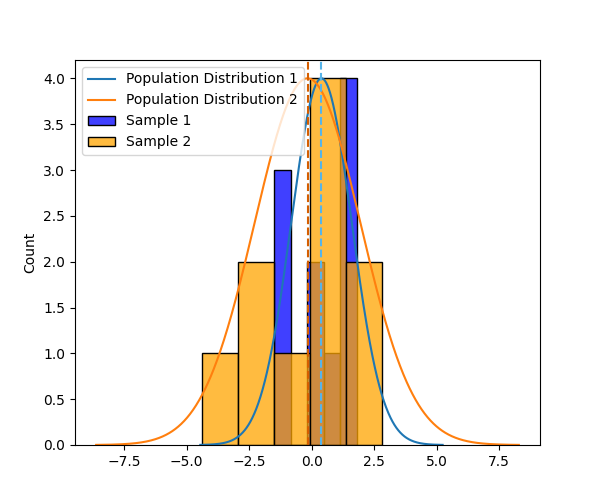 Population Distribution 1
Population Distribution 2
Sample 1
Sample 2
4.0
3.5
3.0
2.5
2.0
1.5
1.0
0.5
0.0
Count
−7.5 −5.0 −2.5 0.0 2.5 5.0 7.5